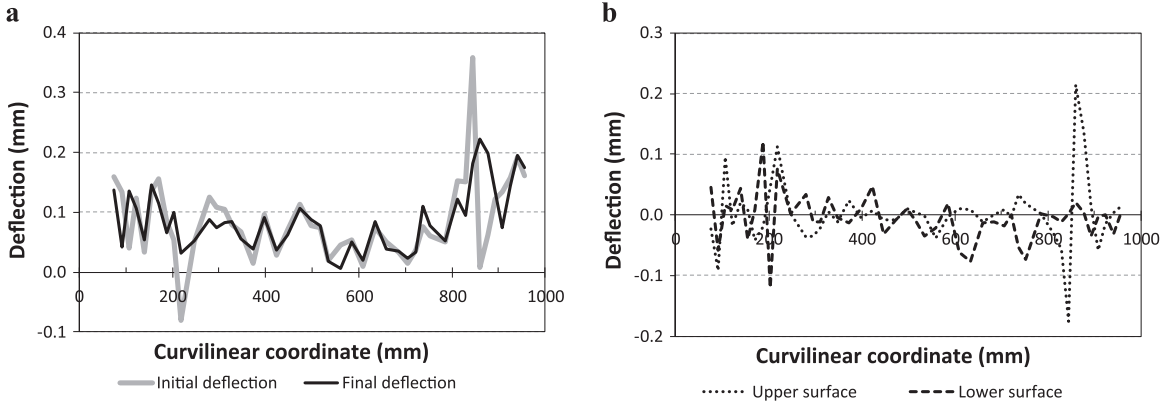 a
0.4
0.3
0.2
0.1
0.0
-0.1
Deflection (mm)
0 200 400 600 800 1000
Curvilinear coordinate (mm)
Initial deflection Final deflection
b
0.3
0.2
0.1
0.0
-0.1
-0.2
Deflection (mm)
0 200 400 600 800 1000
Curvilinear coordinate (mm)
Upper surface Lower surface